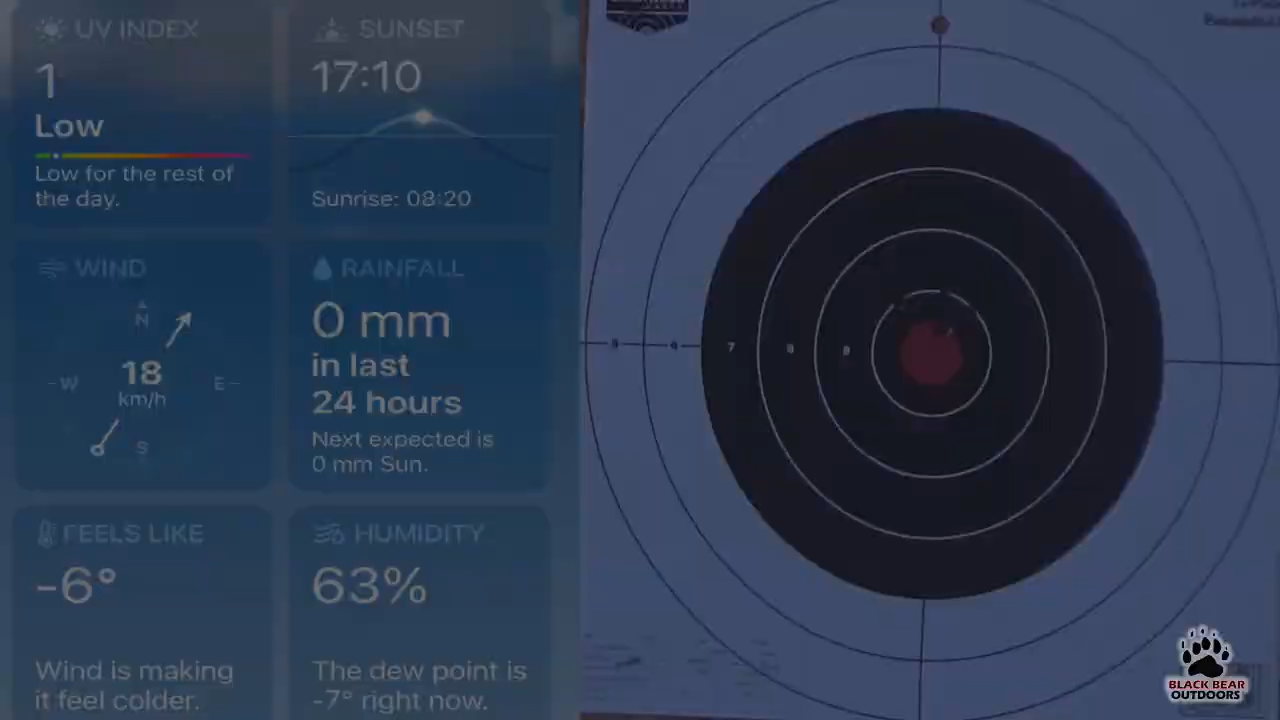 UV INDEX
1
Low
Low for the rest of
the day.
SUNSET
17:10
Sunrise: 08:20
WIND
N
W
18
km/h
E
S
RAINFALL
0 mm
in last
24 hours
Next expected is
0 mm Sun.
FEELS LIKE
-6°
Wind is making
it feel colder.
HUMIDITY
63%
The dew point is
-7° right now.
7
8
9
BLACK BEAR
OUTDOORS